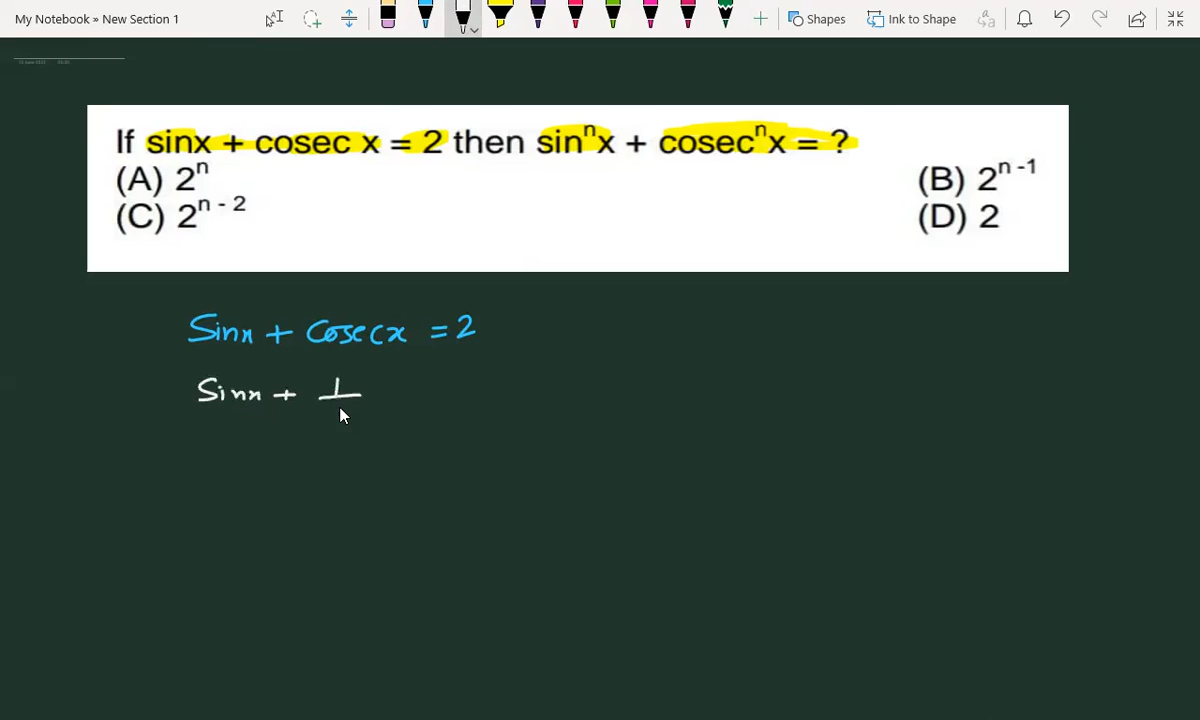 My Notebook » New Section 1
Shapes
Ink to Shape
If sinx + cosec x = 2 then sinⁿx + cosecⁿx = ?
(A) 2ⁿ
(B) 2ⁿ⁻¹
(C) 2ⁿ⁻²
(D) 2
Sinx + Cosecx = 2
Sinx + 1